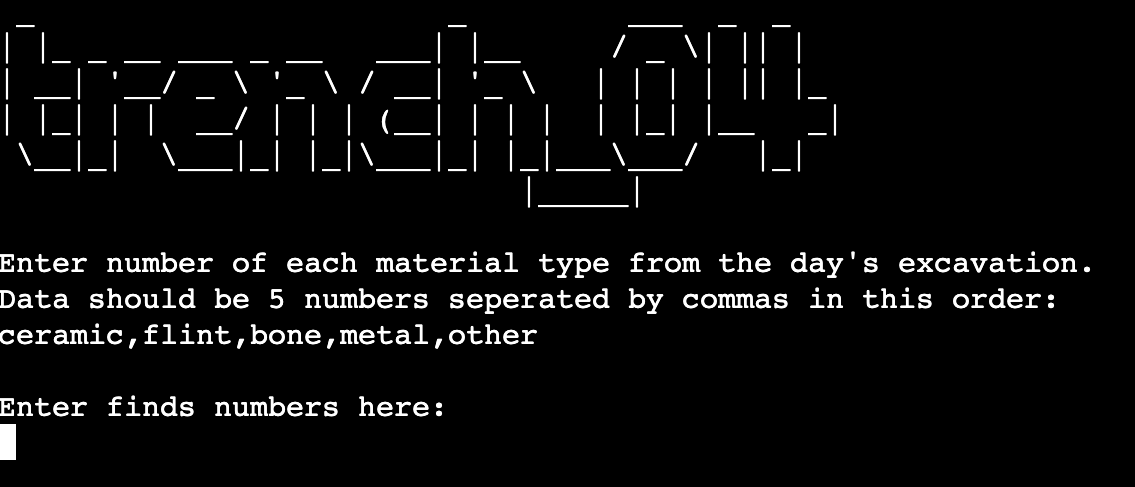 trench_04
Enter number of each material type from the day's excavation.
Data should be 5 numbers seperated by commas in this order:
ceramic,flint,bone,metal,other
Enter finds numbers here: